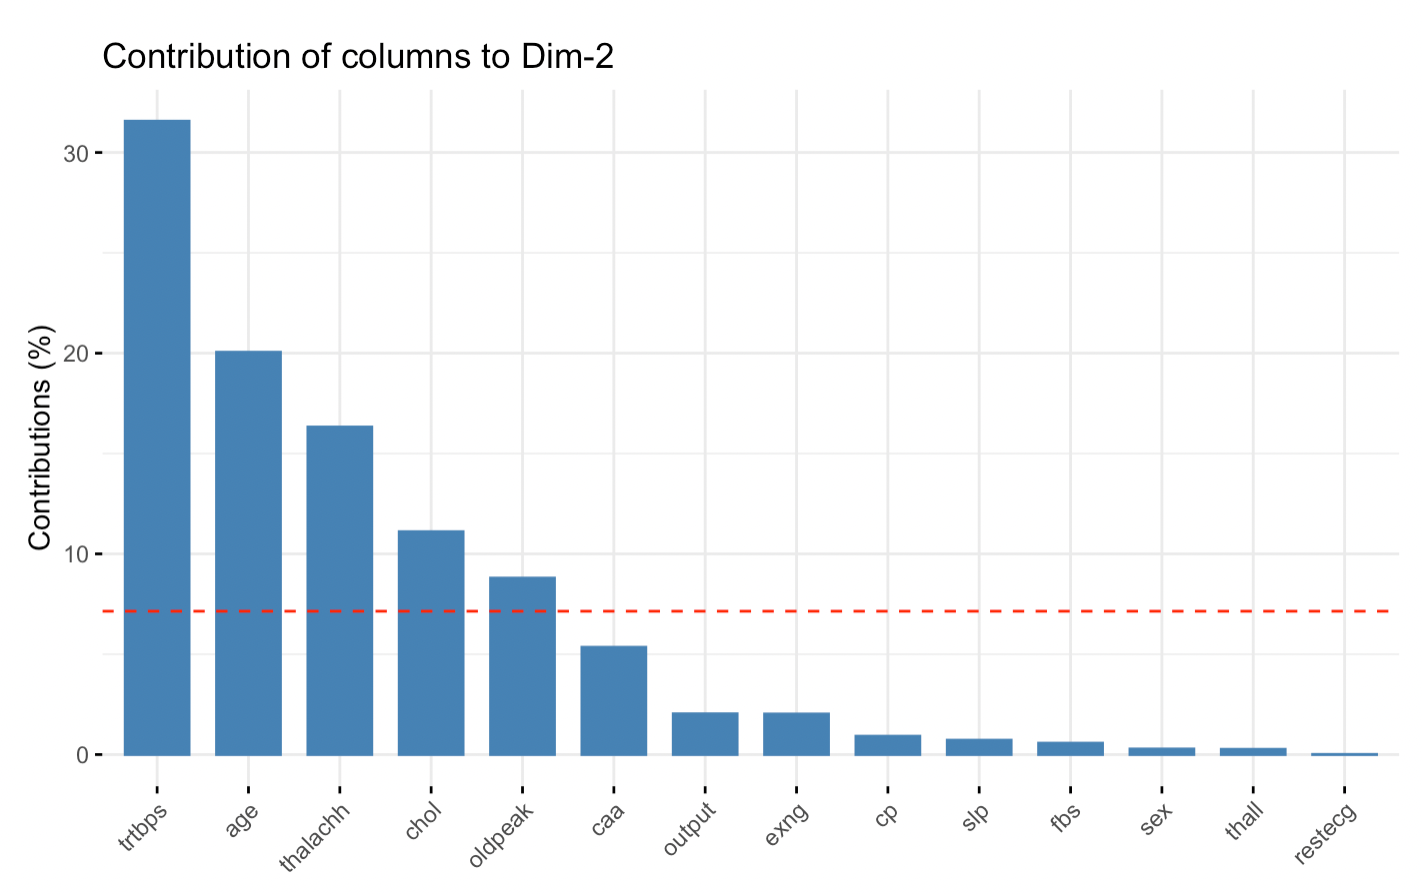 Contribution of columns to Dim-2
Contributions (%)
30
20
10
0
trtbps
age
thalachh
chol
oldpeak
caa
output
exng
cp
slp
fbs
sex
thall
restecg